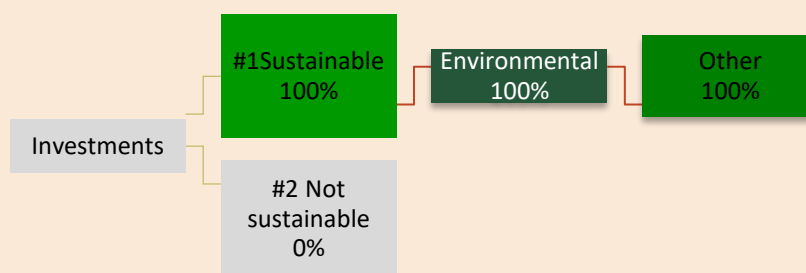 Investments
#1Sustainable
100%
#2 Not
sustainable
0%
Environmental
100%
Other
100%